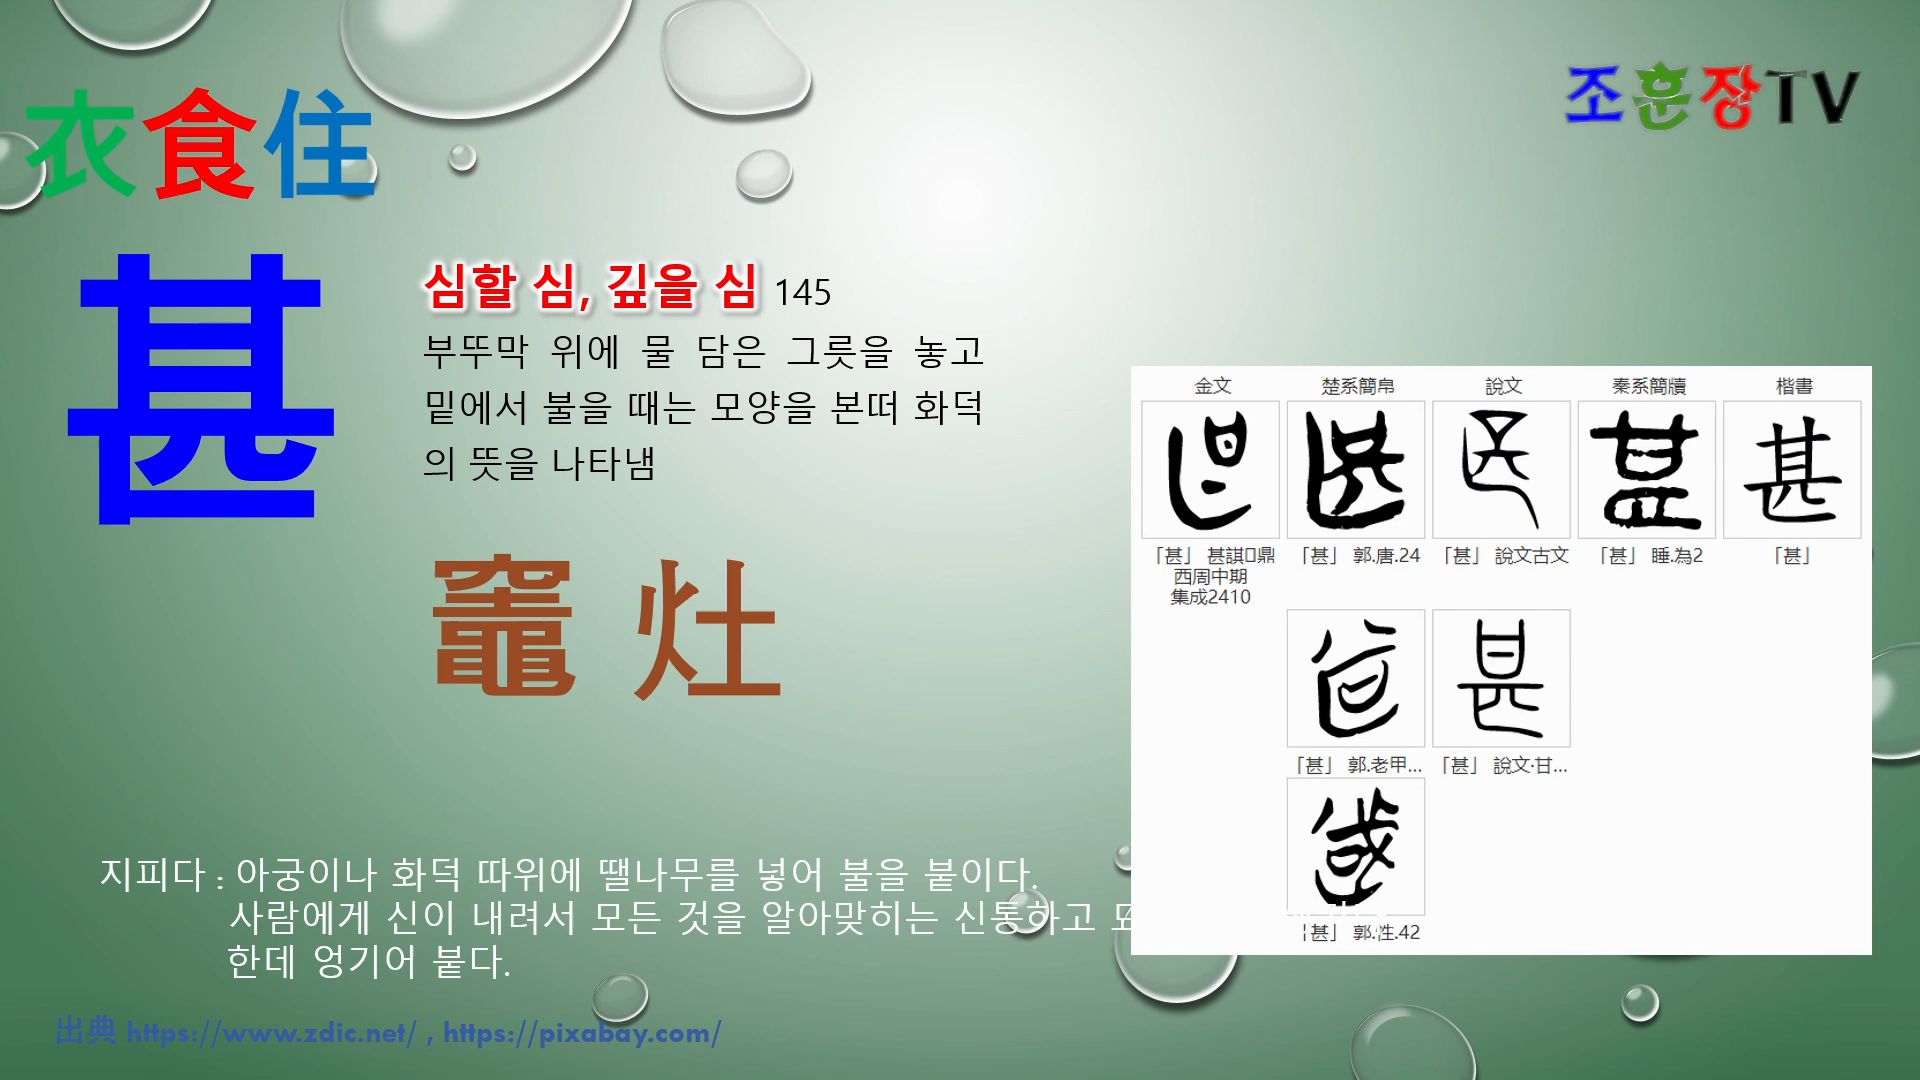 衣食住
조훈장TV
甚
심할 심, 깊을 심 145
부뚜막 위에 물 담은 그릇을 놓고
밑에서 불을 때는 모양을 본떠 화덕
의 뜻을 나타냄
竈 灶
金文 楚系簡帛 說文 秦系簡牘 楷書
「甚」 甚諆鼎 「甚」 郭.唐.24 「甚」 說文古文 「甚」 睡.為2 「甚」
西周中期
集成2410
「甚」 郭.老甲... 「甚」 說文·甘...
「甚」 郭.性.42
지피다 : 아궁이나 화덕 따위에 땔나무를 넣어 불을 붙이다.
사람에게 신이 내려서 모든 것을 알아맞히는 신통하고
한데 엉기어 붙다.
出典 https://www.zdic.net/ , https://pixabay.com/